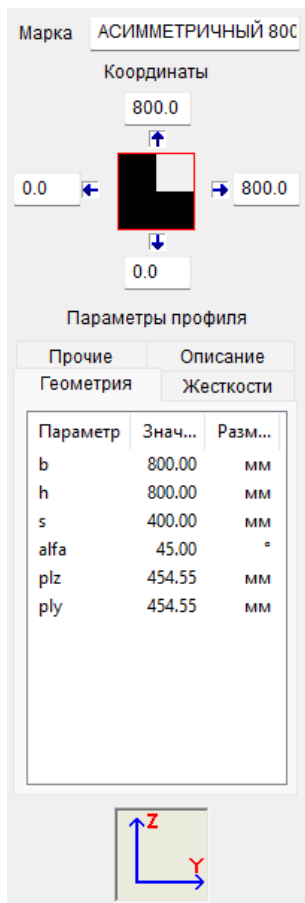 Марка АСИММЕТРИЧНЫЙ 800
Координаты
800.0
0.0 800.0
0.0
Параметры профиля
Прочие Описание
Геометрия Жесткости
Параметр Знач... Разм...
b 800.00 мм
h 800.00 мм
s 400.00 мм
alfa 45.00 °
plz 454.55 мм
ply 454.55 мм
Z
Y